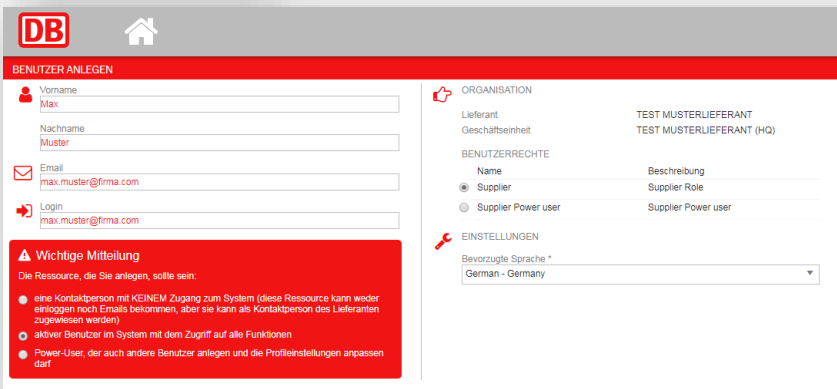 DB
BENUTZER ANLEGEN
Vorname
Max
Nachname
Muster
Email
max.muster@firma.com
Login
max.muster@firma.com
Wichtige Mitteilung
Die Ressource, die Sie anlegen, sollte sein:
eine Kontaktperson mit KEINEM Zugang zum System (diese Ressource kann weder
einloggen noch Emails bekommen, aber sie kann als Kontaktperson des Lieferanten
zugewiesen werden)
aktiver Benutzer im System mit dem Zugriff auf alle Funktionen
Power-User, der auch andere Benutzer anlegen und die Profileinstellungen anpassen
darf
ORGANISATION
Lieferant TEST MUSTERLIEFERANT
Geschäftseinheit TEST MUSTERLIEFERANT (HQ)
BENUTZERRECHTE
Name Beschreibung
Supplier Supplier Role
Supplier Power user Supplier Power user
EINSTELLUNGEN
Bevorzugte Sprache *
German - Germany